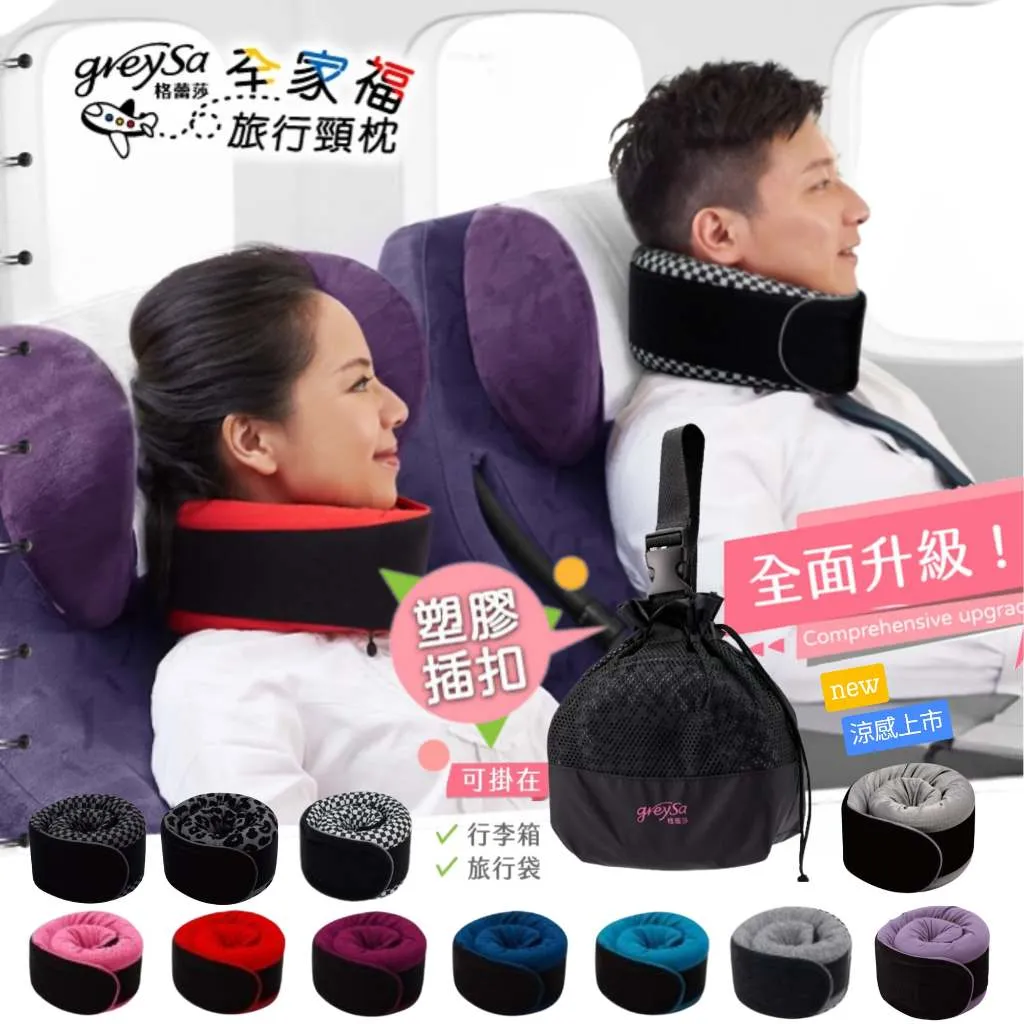 greySa
格蕾莎
全家福
旅行頸枕
全面升級！
Comprehensive upgrad
塑膠
插扣
new
涼感上市
可掛在
✓ 行李箱
✓ 旅行袋
greySa
格蕾莎